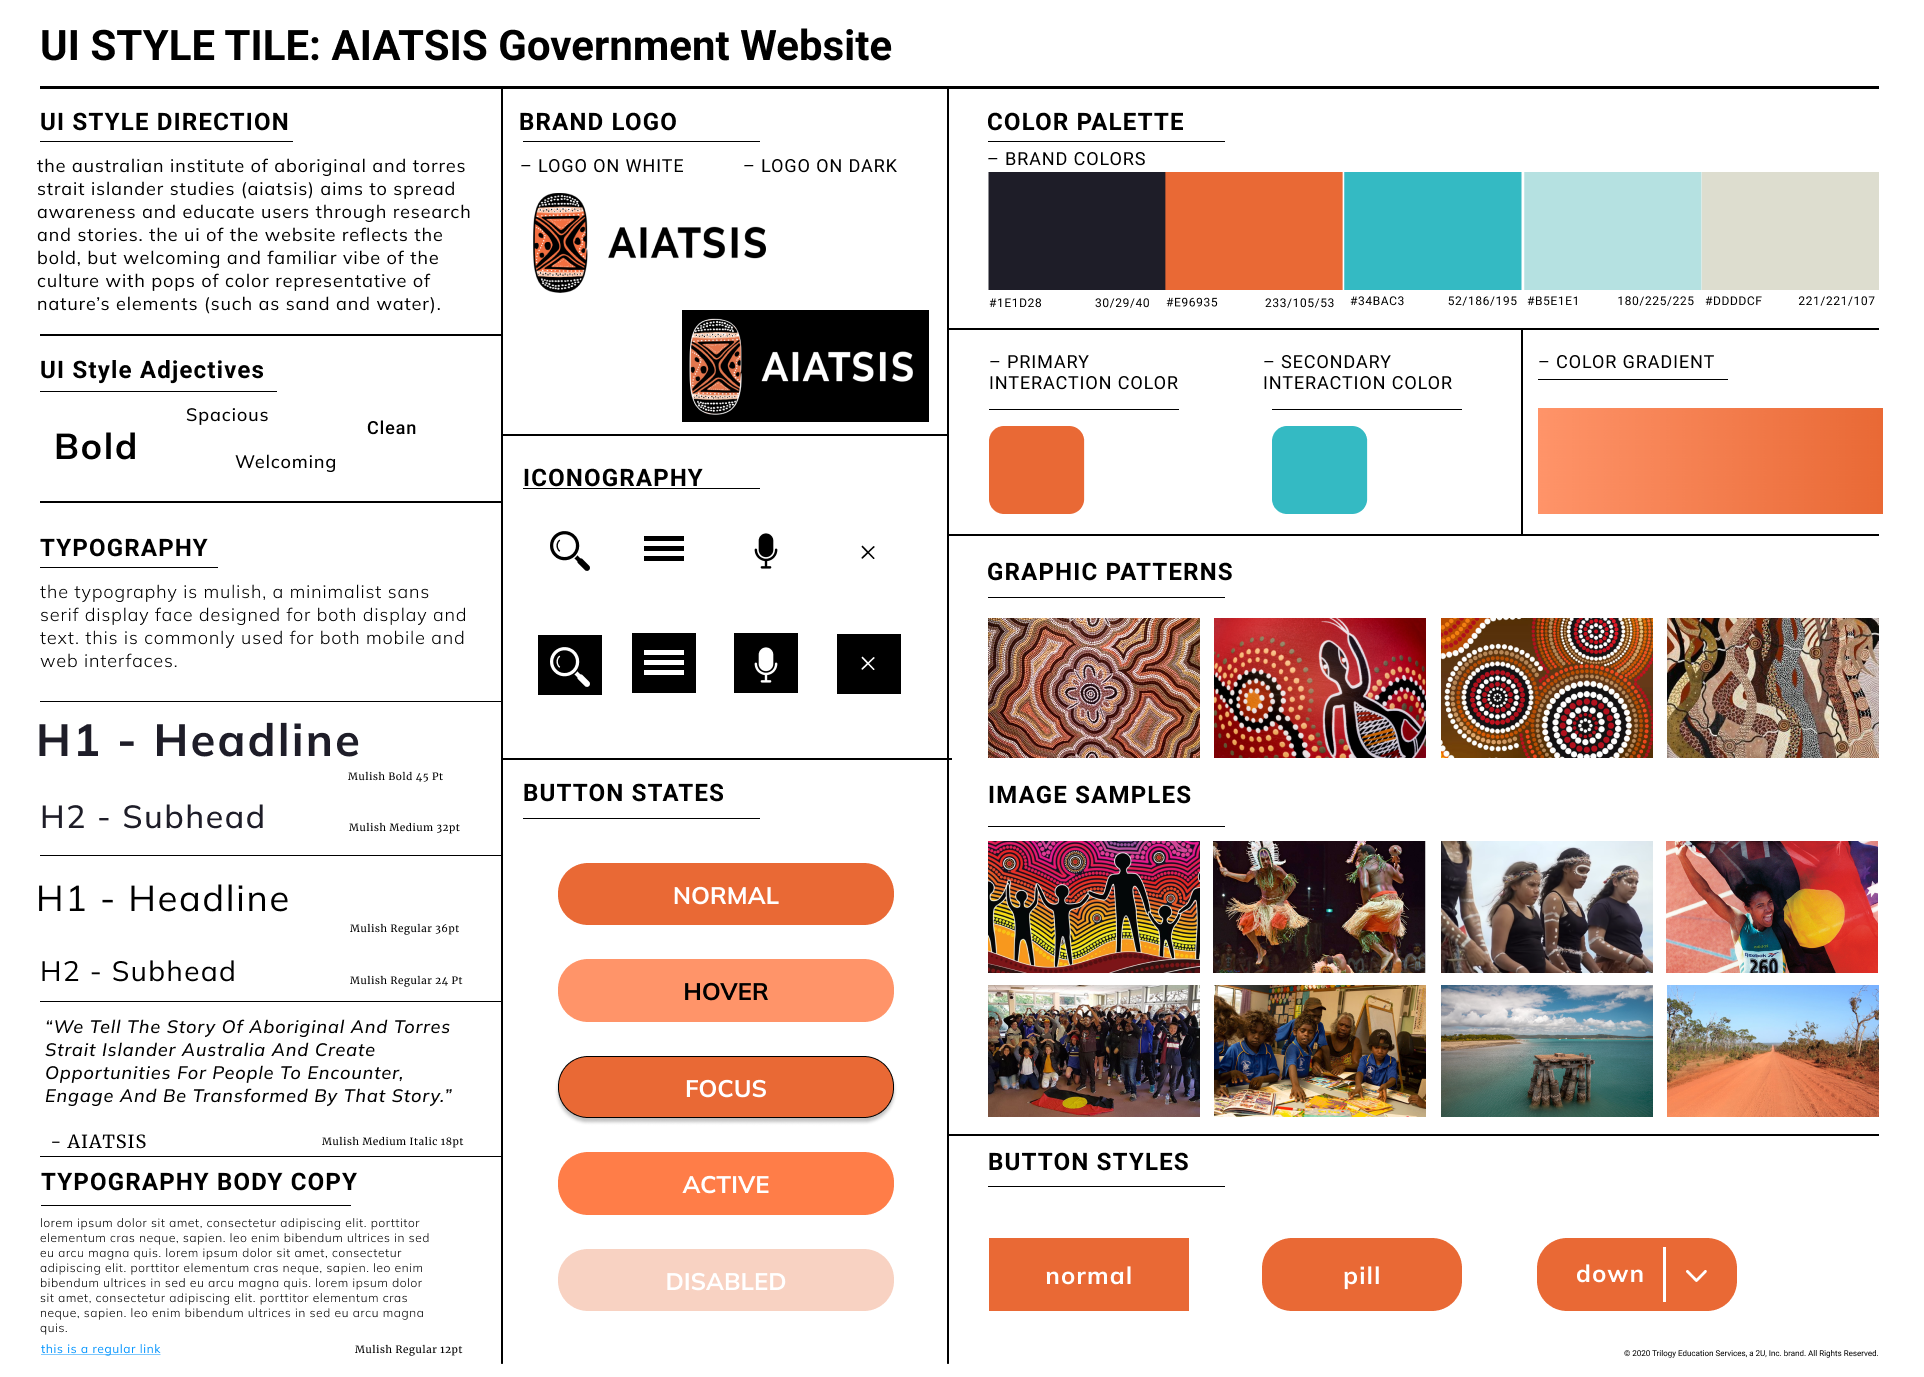 UI STYLE TILE: AIATSIS Government Website
UI STYLE DIRECTION
the australian institute of aboriginal and torres
strait islander studies (aiatsis) aims to spread
awareness and educate users through research
and stories. the ui of the website reflects the
bold, but welcoming and familiar vibe of the
culture with pops of color representative of
nature's elements (such as sand and water).
UI Style Adjectives
Spacious
Bold
Clean
Welcoming
TYPOGRAPHY
the typography is mulish, a minimalist sans
serif display face designed for both display and
text. this is commonly used for both mobile and
web interfaces.
H1 - Headline
Mulish Bold 45 Pt
H2 - Subhead
Mulish Medium 32pt
H1 - Headline
Mulish Regular 36pt
H2 - Subhead
Mulish Regular 24 Pt
“We Tell The Story Of Aboriginal And Torres
Strait Islander Australia And Create
Opportunities For People To Encounter,
Engage And Be Transformed By That Story.”
– AIATSIS
Mulish Medium Italic 18pt
TYPOGRAPHY BODY COPY
lorem ipsum dolor sit amet, consectetur adipiscing elit. porttitor
elementum cras neque, sapien. leo enim bibendum ultrices in sed
eu arcu magna quis. lorem ipsum dolor sit amet, consectetur
adipiscing elit. porttitor elementum cras neque, sapien. leo enim
bibendum ultrices in sed eu arcu magna quis. lorem ipsum dolor
sit amet, consectetur adipiscing elit. porttitor elementum cras
neque, sapien. leo enim bibendum ultrices in sed eu arcu magna
quis.
this is a regular link
Mulish Regular 12pt
BRAND LOGO
– LOGO ON WHITE
– LOGO ON DARK
AIATSIS
AIATSIS
ICONOGRAPHY
BUTTON STATES
NORMAL
HOVER
FOCUS
ACTIVE
DISABLED
COLOR PALETTE
– BRAND COLORS
#1E1D28 30/29/40 #E96935 233/105/53 #34BAC3 52/186/195 #B5E1E1 180/225/225 #DDDDCF 221/221/107
– PRIMARY
INTERACTION COLOR
– SECONDARY
INTERACTION COLOR
– COLOR GRADIENT
GRAPHIC PATTERNS
IMAGE SAMPLES
260
BUTTON STYLES
normal
pill
down
© 2020 Trilogy Education Services, a 2U, Inc. brand. All Rights Reserved.